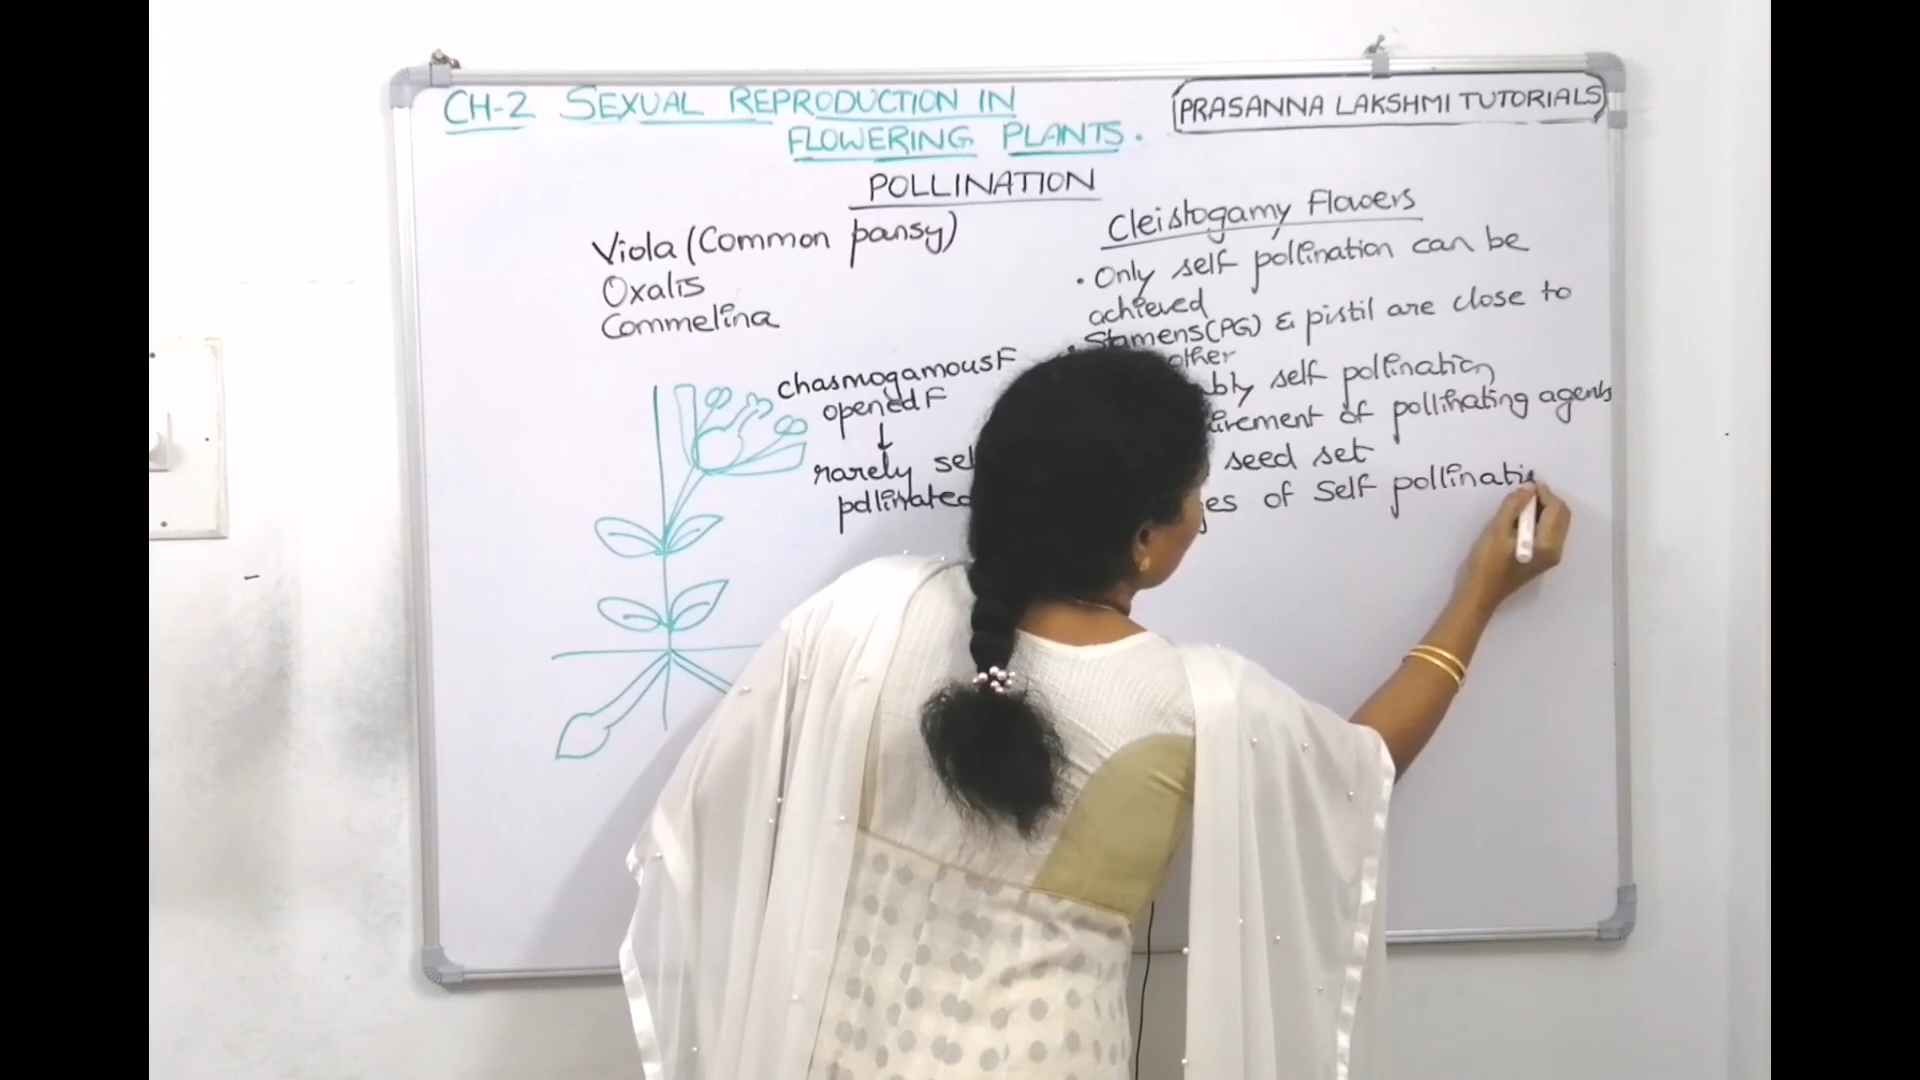 CH-2 SEXUAL REPRODUCTION IN
FLOWERING PLANTS.
PRASANNA LAKSHMI TUTORIALS
POLLINATION
Viola (Common pansy)
Oxalis
Commelina
chasmogamous F
opened F
rarely
pollinated
Cleistogamy Flowers
• Only self pollination can be
achieved
• Stamens(PG) & pistil are close to
other
self pollination
of pollinating agents
seed set
of Self pollinati